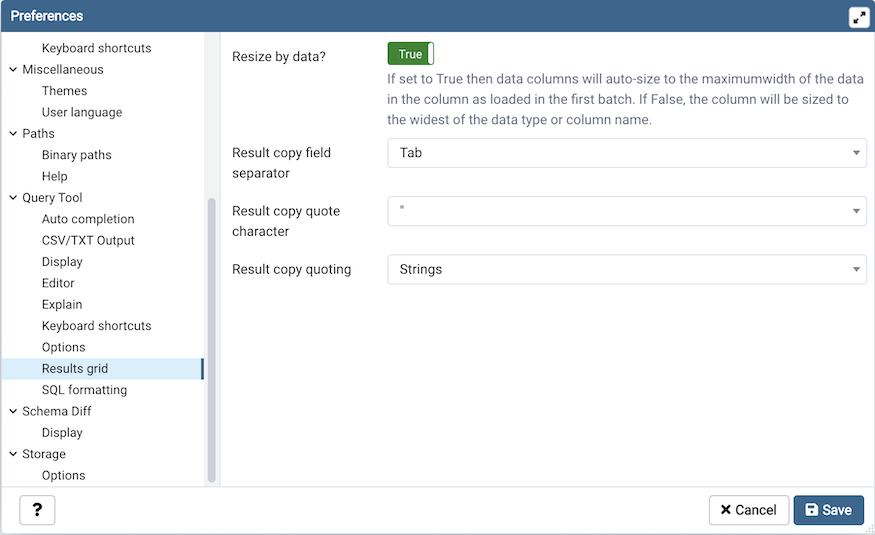 Preferences
Keyboard shortcuts
Miscellaneous
Themes
User language
Paths
Binary paths
Help
Query Tool
Auto completion
CSV/TXT Output
Display
Editor
Explain
Keyboard shortcuts
Options
Results grid
SQL formatting
Schema Diff
Display
Storage
Options
Resize by data?
True
If set to True then data columns will auto-size to the maximumwidth of the data
in the column as loaded in the first batch. If False, the column will be sized to
the widest of the data type or column name.
Result copy field
separator
Tab
Result copy quote
character
"
Result copy quoting
Strings
?
Cancel
Save